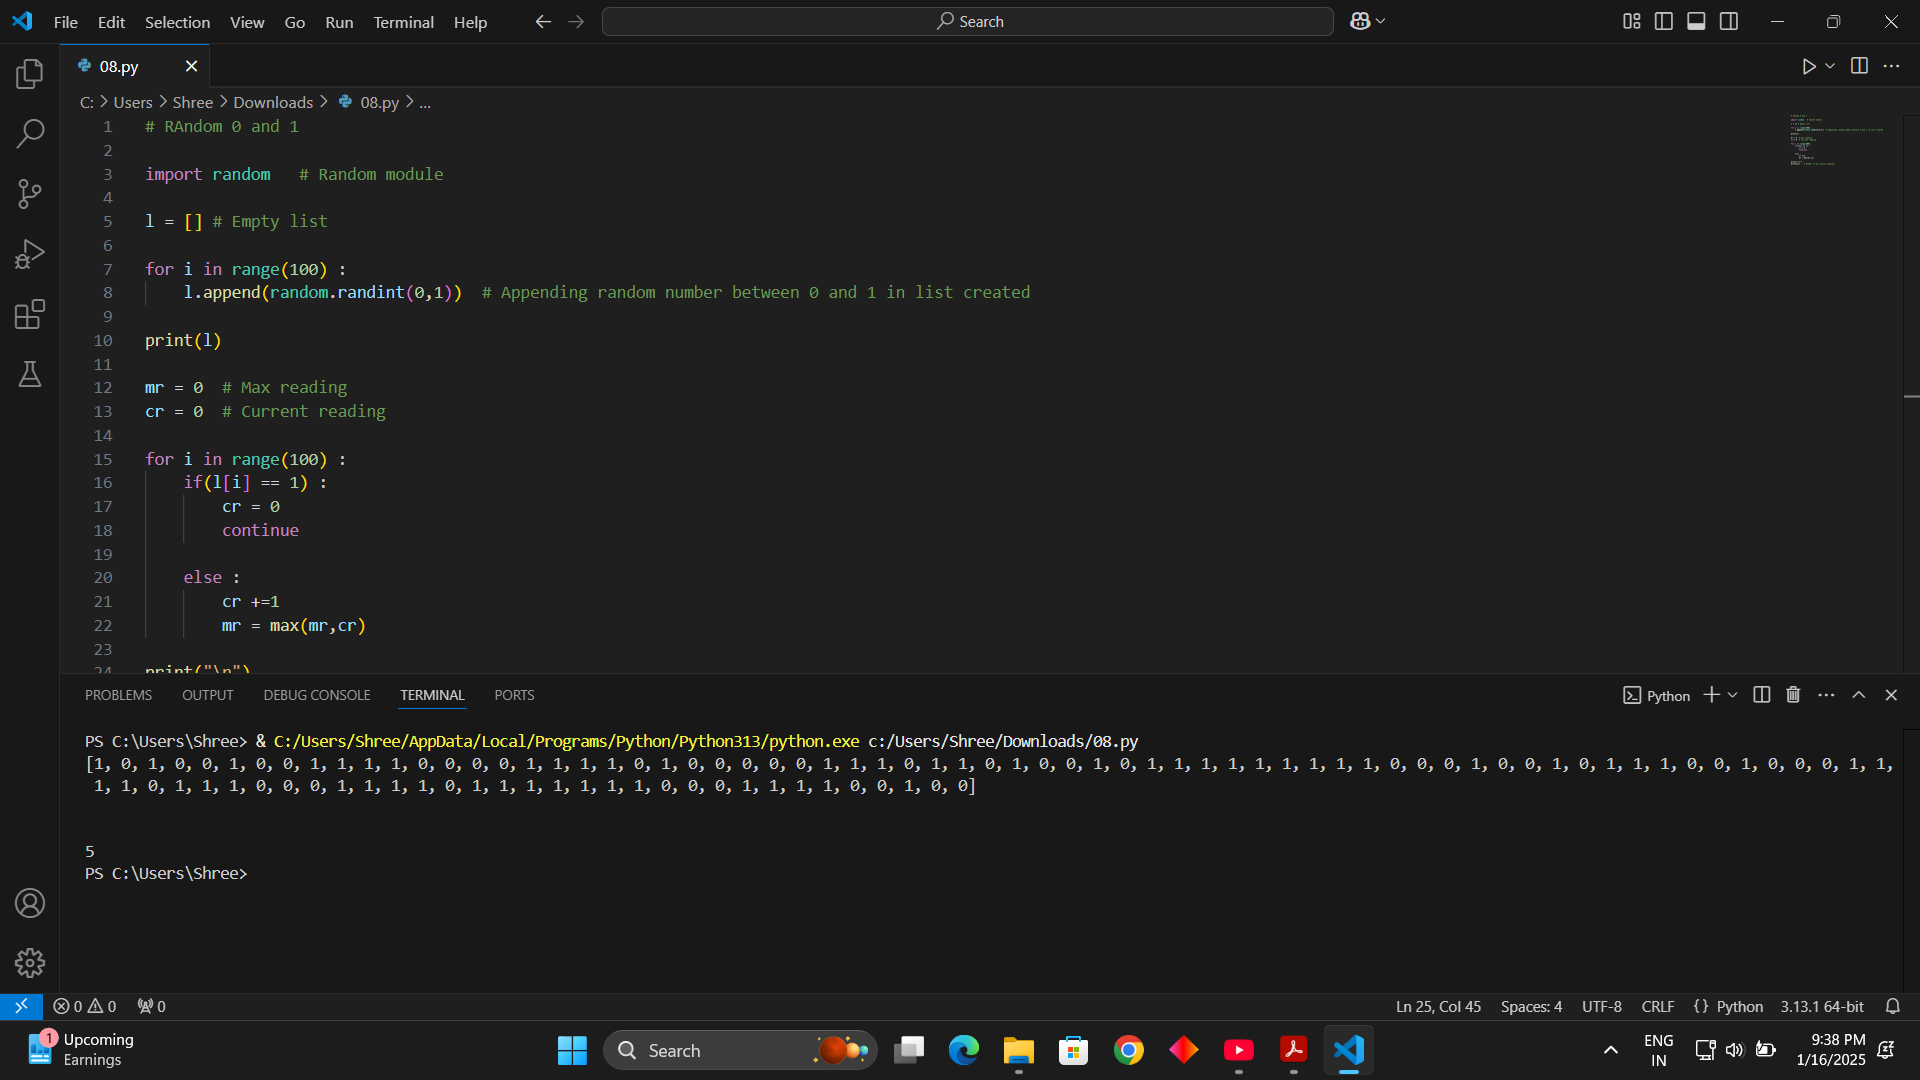 File Edit Selection View Go Run Terminal Help
Search
08.py
C: > Users > Shree > Downloads > 08.py > ...
1 # RAndom 0 and 1
2
3 import random   # Random module
4
5 l = [] # Empty list
6
7 for i in range(100) :
8     l.append(random.randint(0,1))  # Appending random number between 0 and 1 in list created
9
10 print(l)
11
12 mr = 0  # Max reading
13 cr = 0  # Current reading
14
15 for i in range(100) :
16     if(l[i] == 1) :
17         cr = 0
18         continue
19
20     else :
21         cr +=1
22         mr = max(mr,cr)
23
24 print("\n")
PROBLEMS OUTPUT DEBUG CONSOLE TERMINAL PORTS
Python
PS C:\Users\Shree> & C:/Users/Shree/AppData/Local/Programs/Python/Python313/python.exe c:/Users/Shree/Downloads/08.py
[1, 0, 1, 0, 0, 1, 0, 0, 1, 1, 1, 1, 0, 0, 0, 0, 1, 1, 1, 1, 0, 1, 0, 0, 0, 0, 0, 1, 1, 1, 0, 1, 1, 0, 1, 0, 0, 1, 0, 1, 1, 1, 1, 1, 1, 1, 1, 1, 0, 0, 0, 1, 0, 0, 1, 0, 1, 1, 1, 0, 0, 1, 0, 0, 0, 1, 1,
1, 1, 0, 1, 1, 1, 0, 0, 0, 1, 1, 1, 1, 0, 1, 1, 1, 1, 1, 1, 1, 0, 0, 0, 1, 1, 1, 1, 0, 0, 1, 0, 0]
5
PS C:\Users\Shree>
0 0 0
Ln 25, Col 45 Spaces: 4 UTF-8 CRLF {} Python 3.13.1 64-bit
1
Upcoming
Earnings
Search
ENG
IN
9:38 PM
1/16/2025